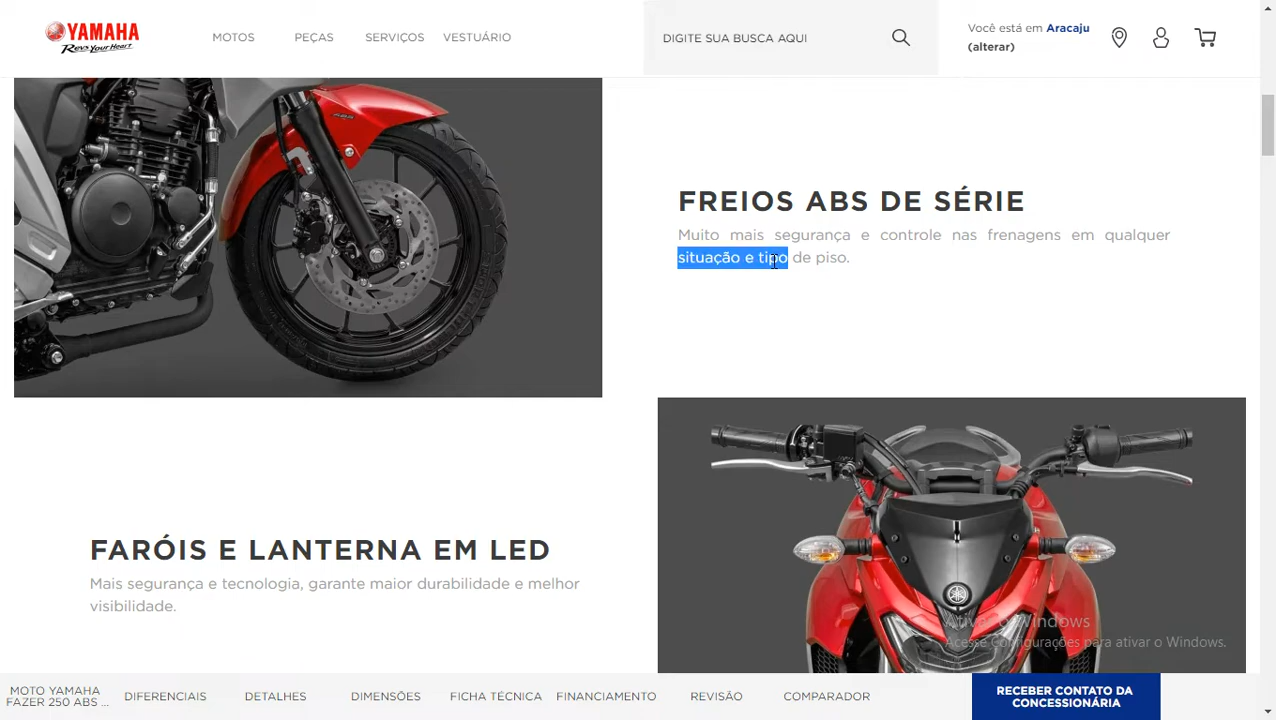 YAMAHA
Revs Your Heart
MOTOS PEÇAS SERVIÇOS VESTUÁRIO
DIGITE SUA BUSCA AQUI
Você está em Aracaju
(alterar)
FREIOS ABS DE SÉRIE
Muito mais segurança e controle nas frenagens em qualquer
situação e tipo de piso.
FARÓIS E LANTERNA EM LED
Mais segurança e tecnologia, garante maior durabilidade e melhor
visibilidade.
Ativar o Windows
Acesse Configurações para ativar o Windows.
MOTO YAMAHA
FAZER 250 ABS ...
DIFERENCIAIS DETALHES DIMENSÕES FICHA TÉCNICA FINANCIAMENTO REVISÃO COMPARADOR
RECEBER CONTATO DA
CONCESSIONÁRIA